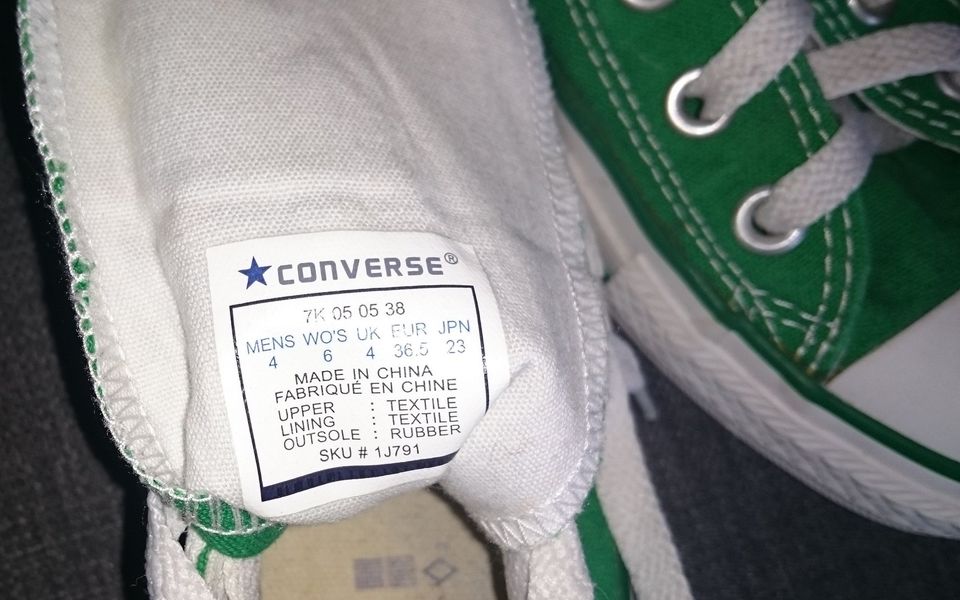 CONVERSE®
7K 05 05 38
MENS WO'S UK EUR JPN
4 6 4 36.5 23
MADE IN CHINA
FABRIQUÉ EN CHINE
UPPER : TEXTILE
LINING : TEXTILE
OUTSOLE : RUBBER
SKU # 1J791